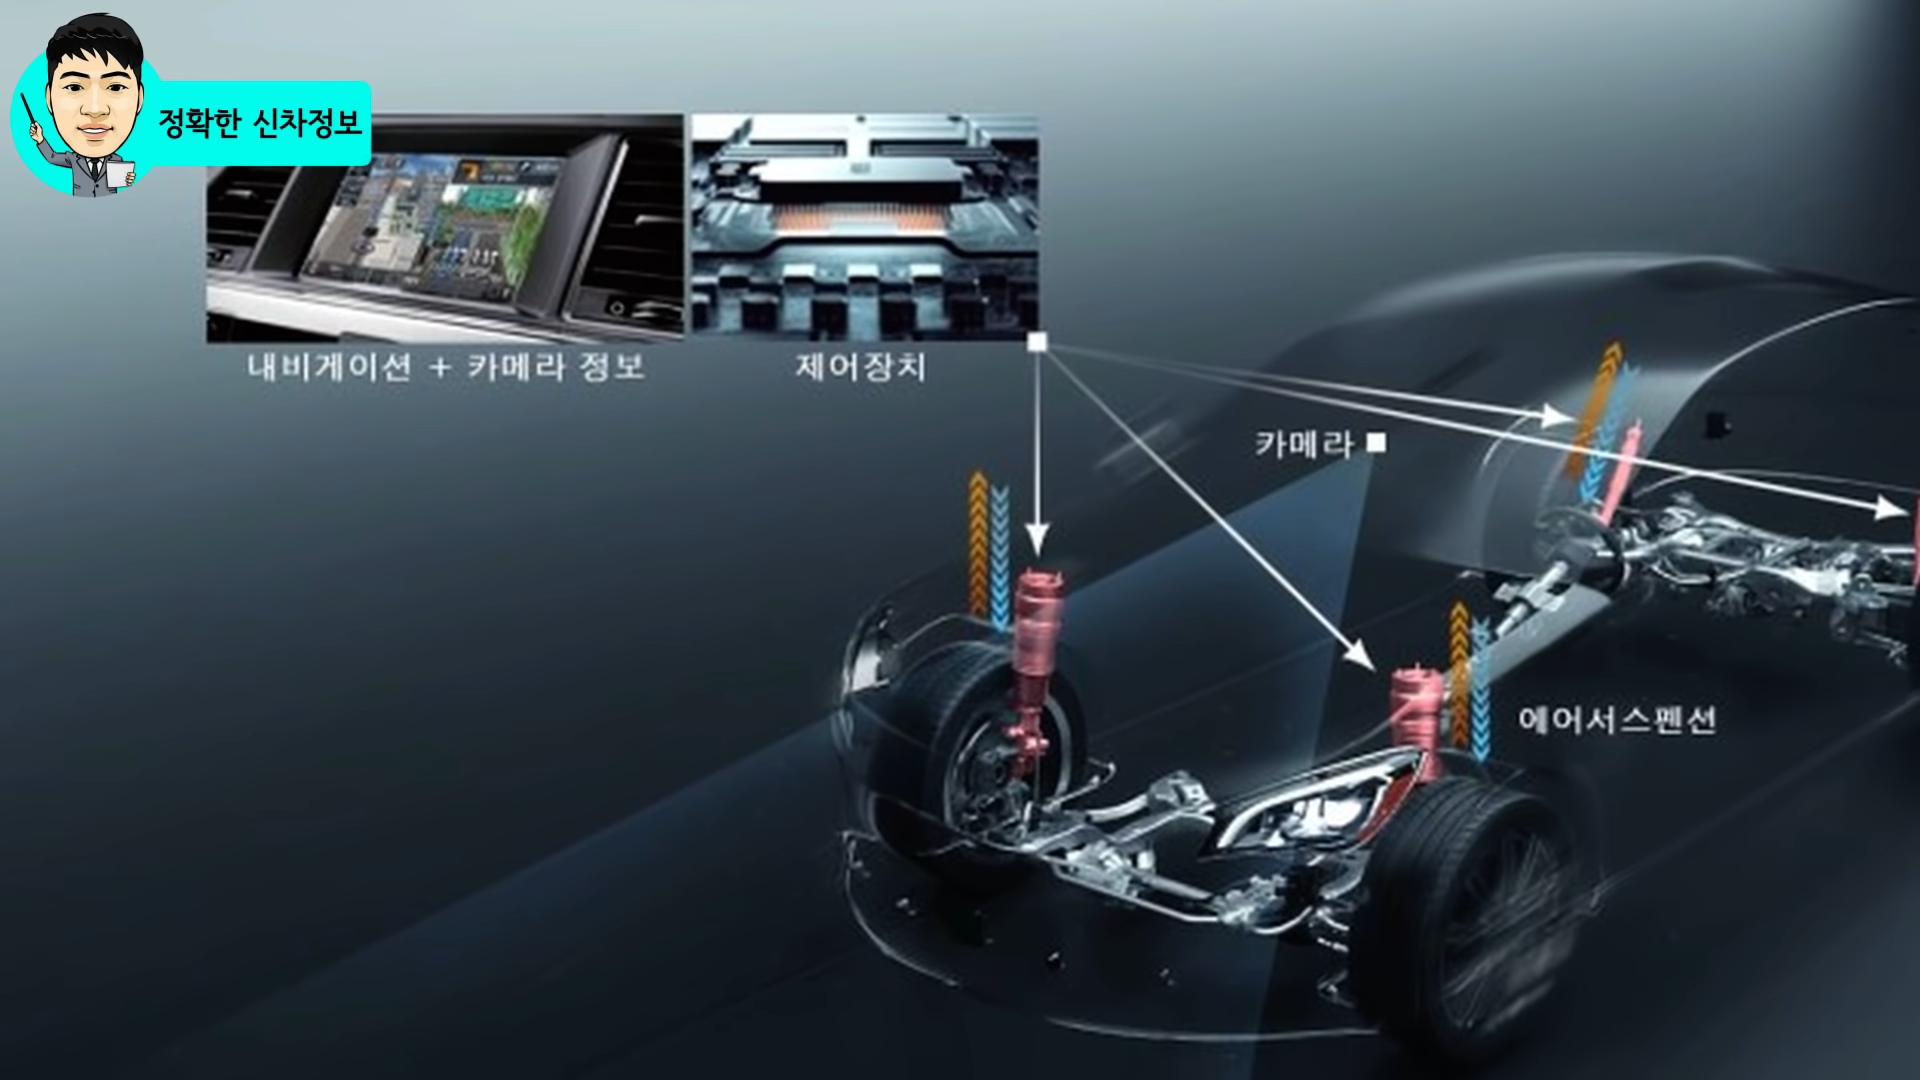 정확한 신차정보
내비게이션 + 카메라 정보
제어장치
카메라
에어서스펜션